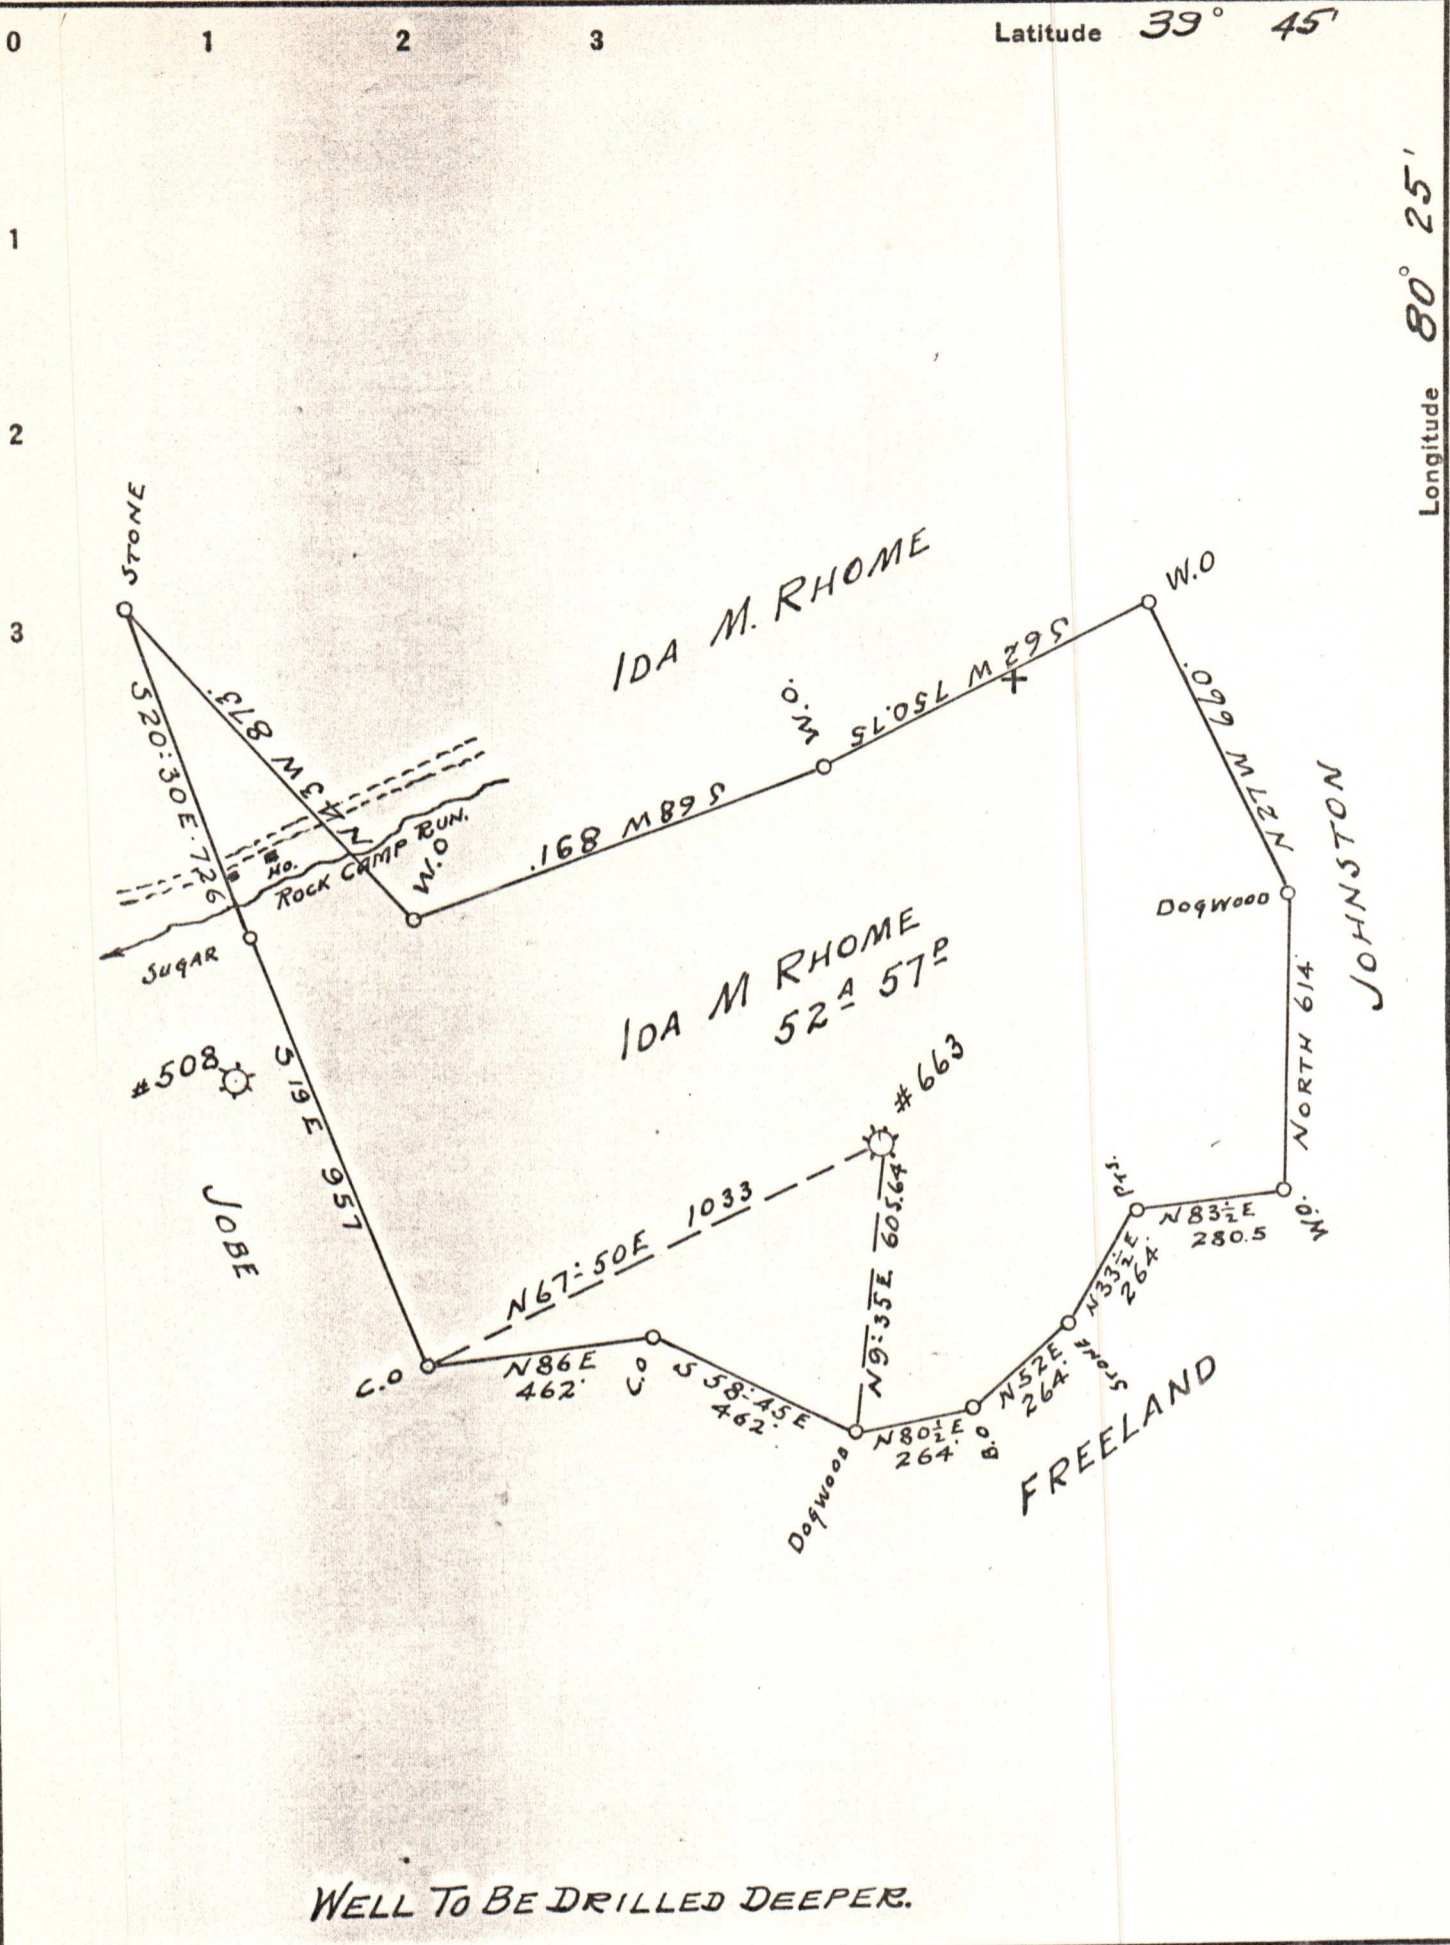 0 1 2 3 Latitude 39° 45'
Longitude 80° 25'
1
2
3
STONE
IDA M. RHOME
W.O
S62W 750.75
W.O.
N27W 660.
S20:30E. 726
N43W 873.
S68W 891.
ROCK CAMP RUN.
HO.
W.O
SUGAR
DOGWOOD
JOHNSTON
IDA M RHOME
52A 57P
NORTH 614.
#508
S19E 957
#663
JOBE
N67:50E 1033
N9:35E 605.64
Pts.
N83½E
280.5
W.O.
N33½E
264.
STONE
C.O
N86E
462.
C.O
S58:45E
462.
DOGWOOD
N80½E
264.
B.O
N52E
264.
FREELAND
WELL TO BE DRILLED DEEPER.